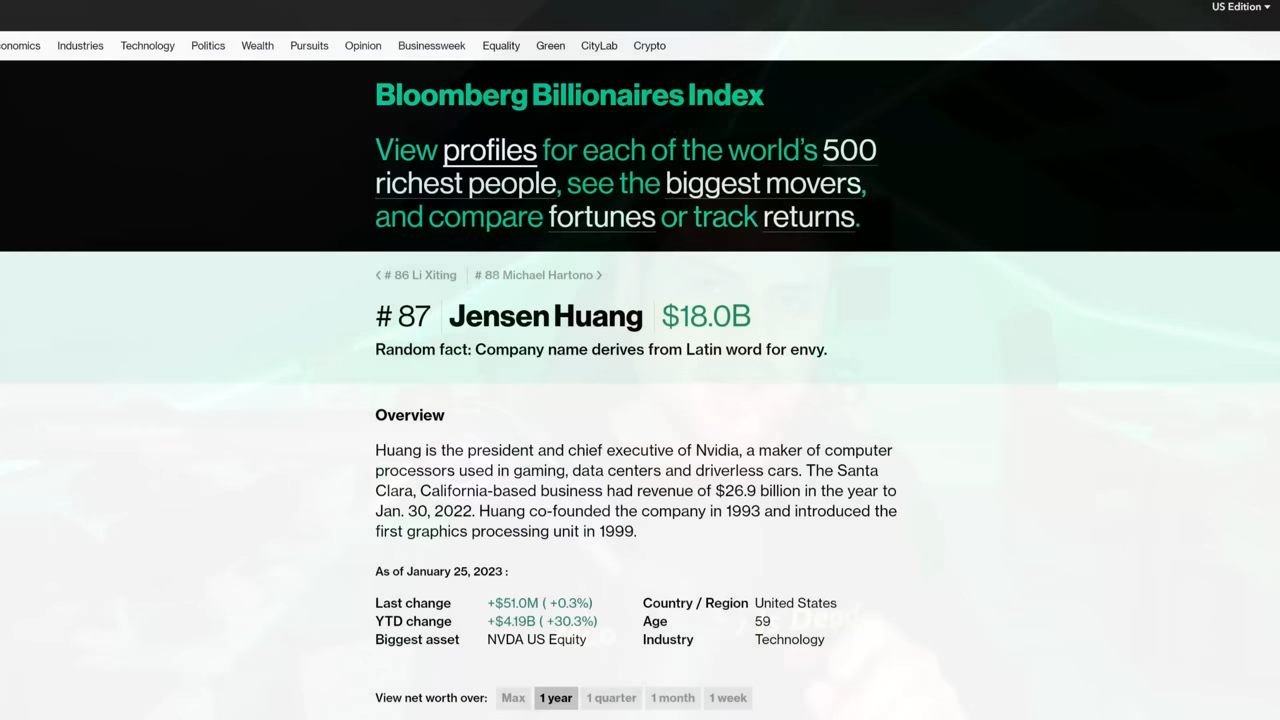 US Edition
onomics Industries Technology Politics Wealth Pursuits Opinion Businessweek Equality Green CityLab Crypto
Bloomberg Billionaires Index
View profiles for each of the world's 500
richest people, see the biggest movers,
and compare fortunes or track returns.
# 86 Li Xiting # 88 Michael Hartono
# 87 Jensen Huang $18.0B
Random fact: Company name derives from Latin word for envy.
Overview
Huang is the president and chief executive of Nvidia, a maker of computer
processors used in gaming, data centers and driverless cars. The Santa
Clara, California-based business had revenue of $26.9 billion in the year to
Jan. 30, 2022. Huang co-founded the company in 1993 and introduced the
first graphics processing unit in 1999.
As of January 25, 2023 :
Last change +$51.0M ( +0.3%) Country / Region United States
YTD change +$4.19B ( +30.3%) Age 59
Biggest asset NVDA US Equity Industry Technology
View net worth over: Max 1 year 1 quarter 1 month 1 week